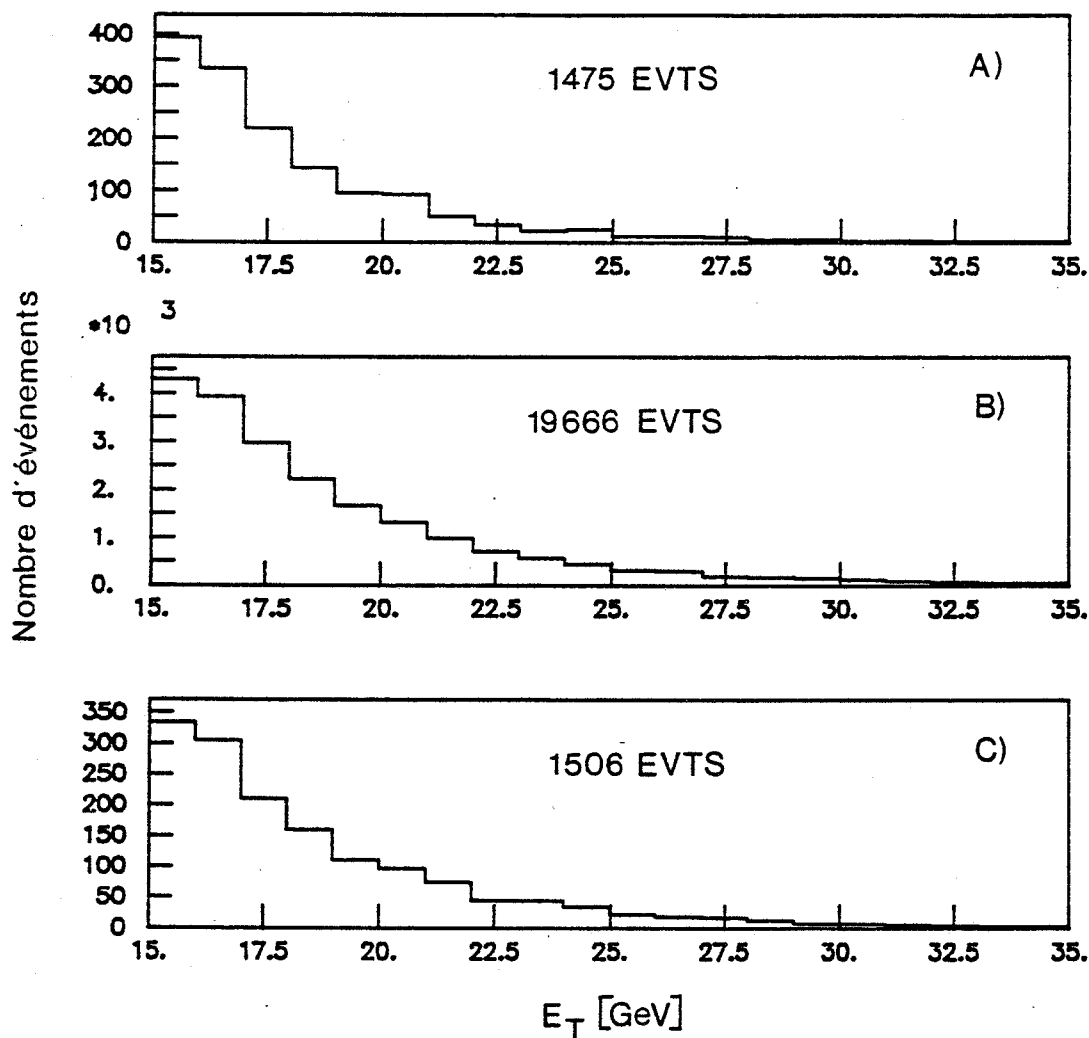 400
300
200
100
0
1475 EVTS
A)
15. 17.5 20. 22.5 25. 27.5 30. 32.5 35.
*10 3
4.
3.
2.
1.
0.
19666 EVTS
B)
15. 17.5 20. 22.5 25. 27.5 30. 32.5 35.
Nombre d'événements
350
300
250
200
150
100
50
0
1506 EVTS
C)
15. 17.5 20. 22.5 25. 27.5 30. 32.5 35.
E_T [GeV]